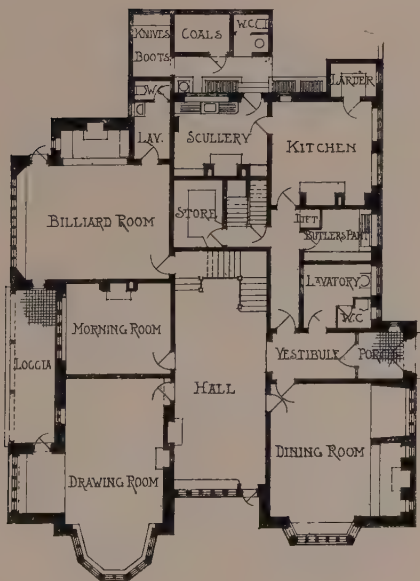 KNIVES
BOOTS
COALS
W.C.
W.C.
LAV.
SCULLERY
LARDER
KITCHEN
BILLIARD ROOM
STORE
LIFT
BUTLERS PANT
LAVATORY
W.C.
MORNING ROOM
LOGGIA
HALL
VESTIBULE
PORCH
DRAWING ROOM
DINING ROOM